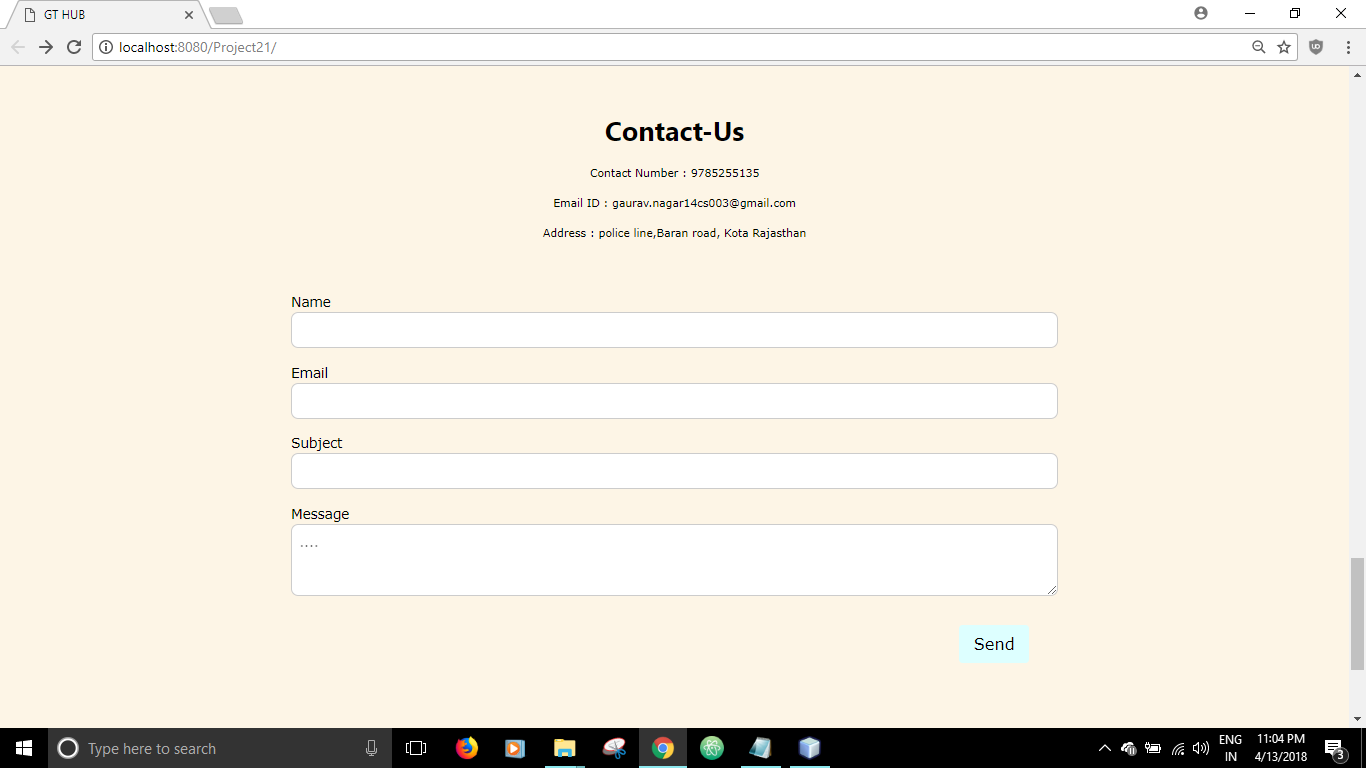 GT HUB
localhost:8080/Project21/
Contact-Us
Contact Number : 9785255135
Email ID : gaurav.nagar14cs003@gmail.com
Address : police line,Baran road, Kota Rajasthan
Name
Email
Subject
Message
....
Send
Type here to search
ENG
IN
11:04 PM
4/13/2018
3